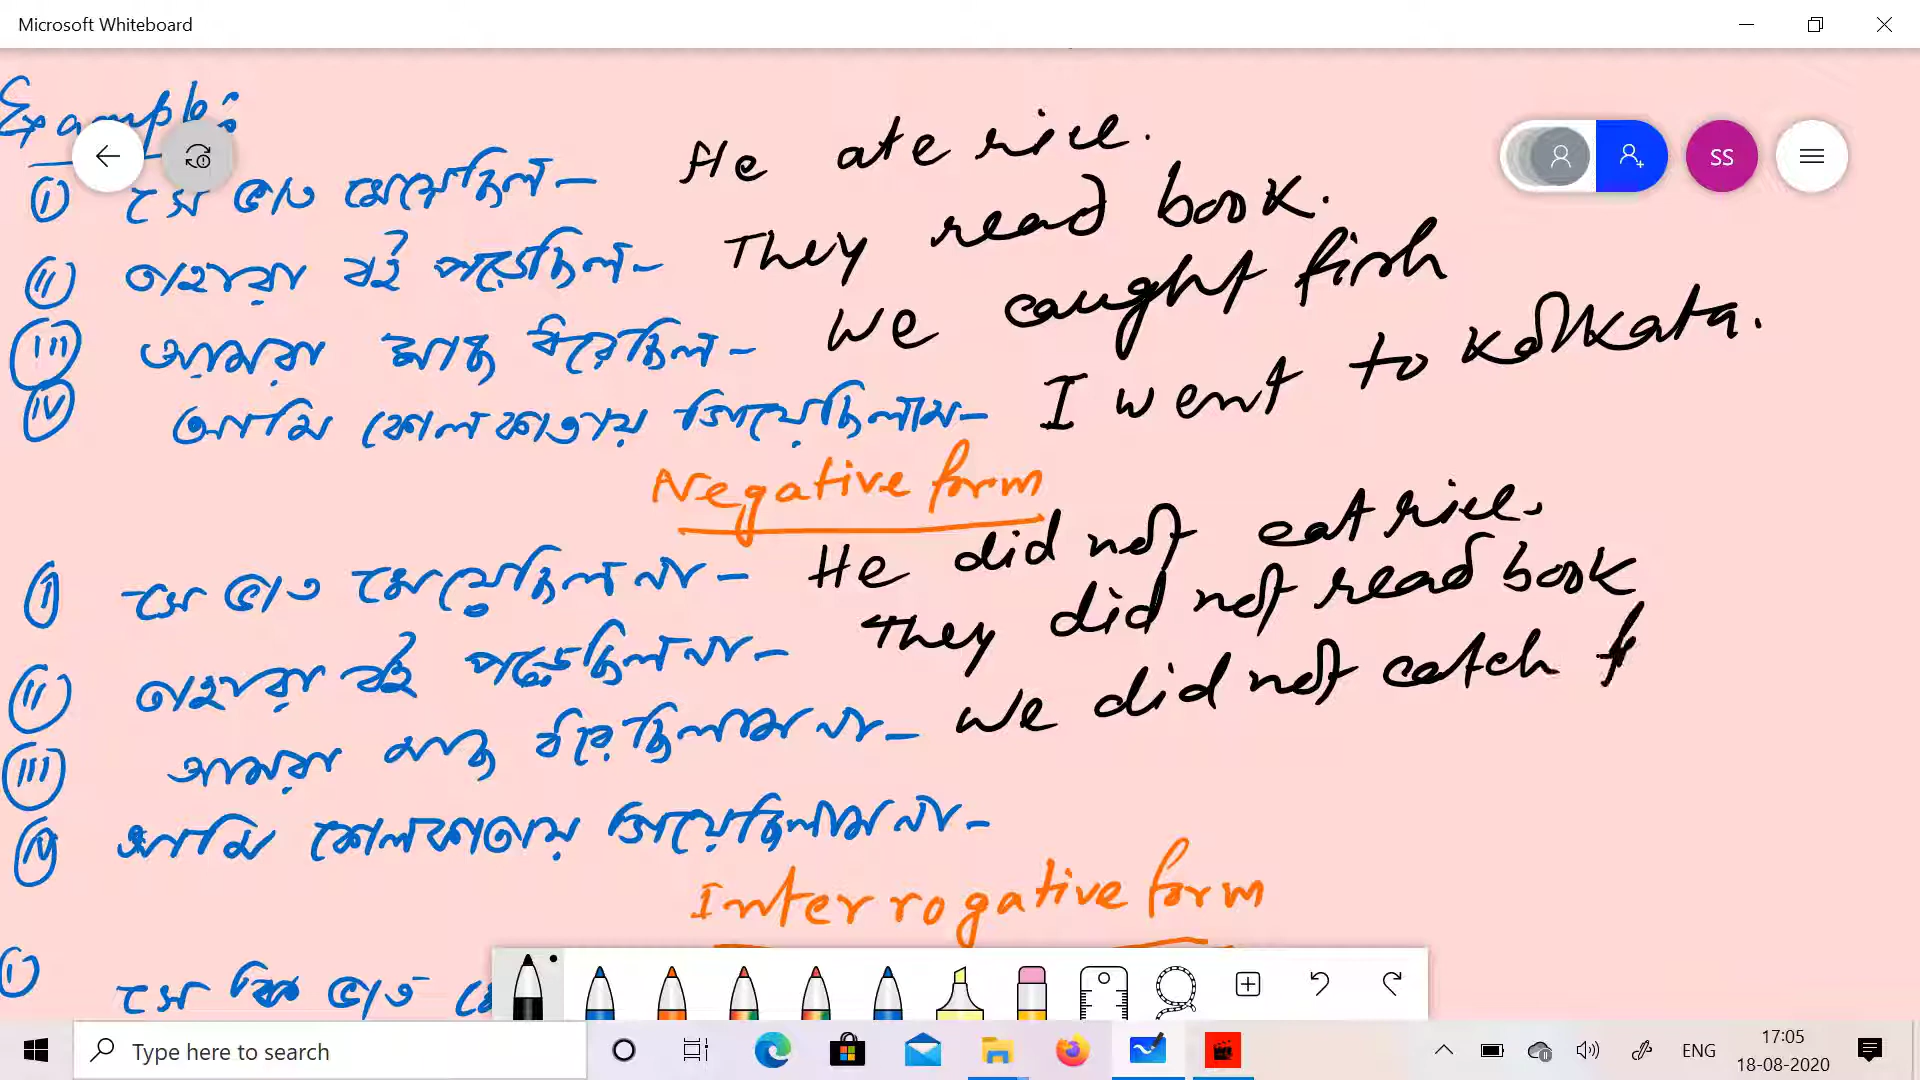 Microsoft Whiteboard
Example:
SS
i সে ভাত খেয়েছিল- He ate rice.
ii তাহারা বই পড়েছিল- They read book.
iii আমরা মাছ ধরেছিল- We caught fish
iv আমি কোলকাতায় গিয়েছিলাম- I went to Kolkata.
Negative form
i সে ভাত খেয়েছিল না- He did not eat rice.
ii তাহারা বই পড়েছিল না- They did not read book
iii আমরা মাছ ধরেছিলাম না- We did not catch f
iv আমি কোলকাতায় গিয়েছিলাম না-
Interrogative form
i সে কি ভাত
Type here to search
ENG
17:05
18-08-2020